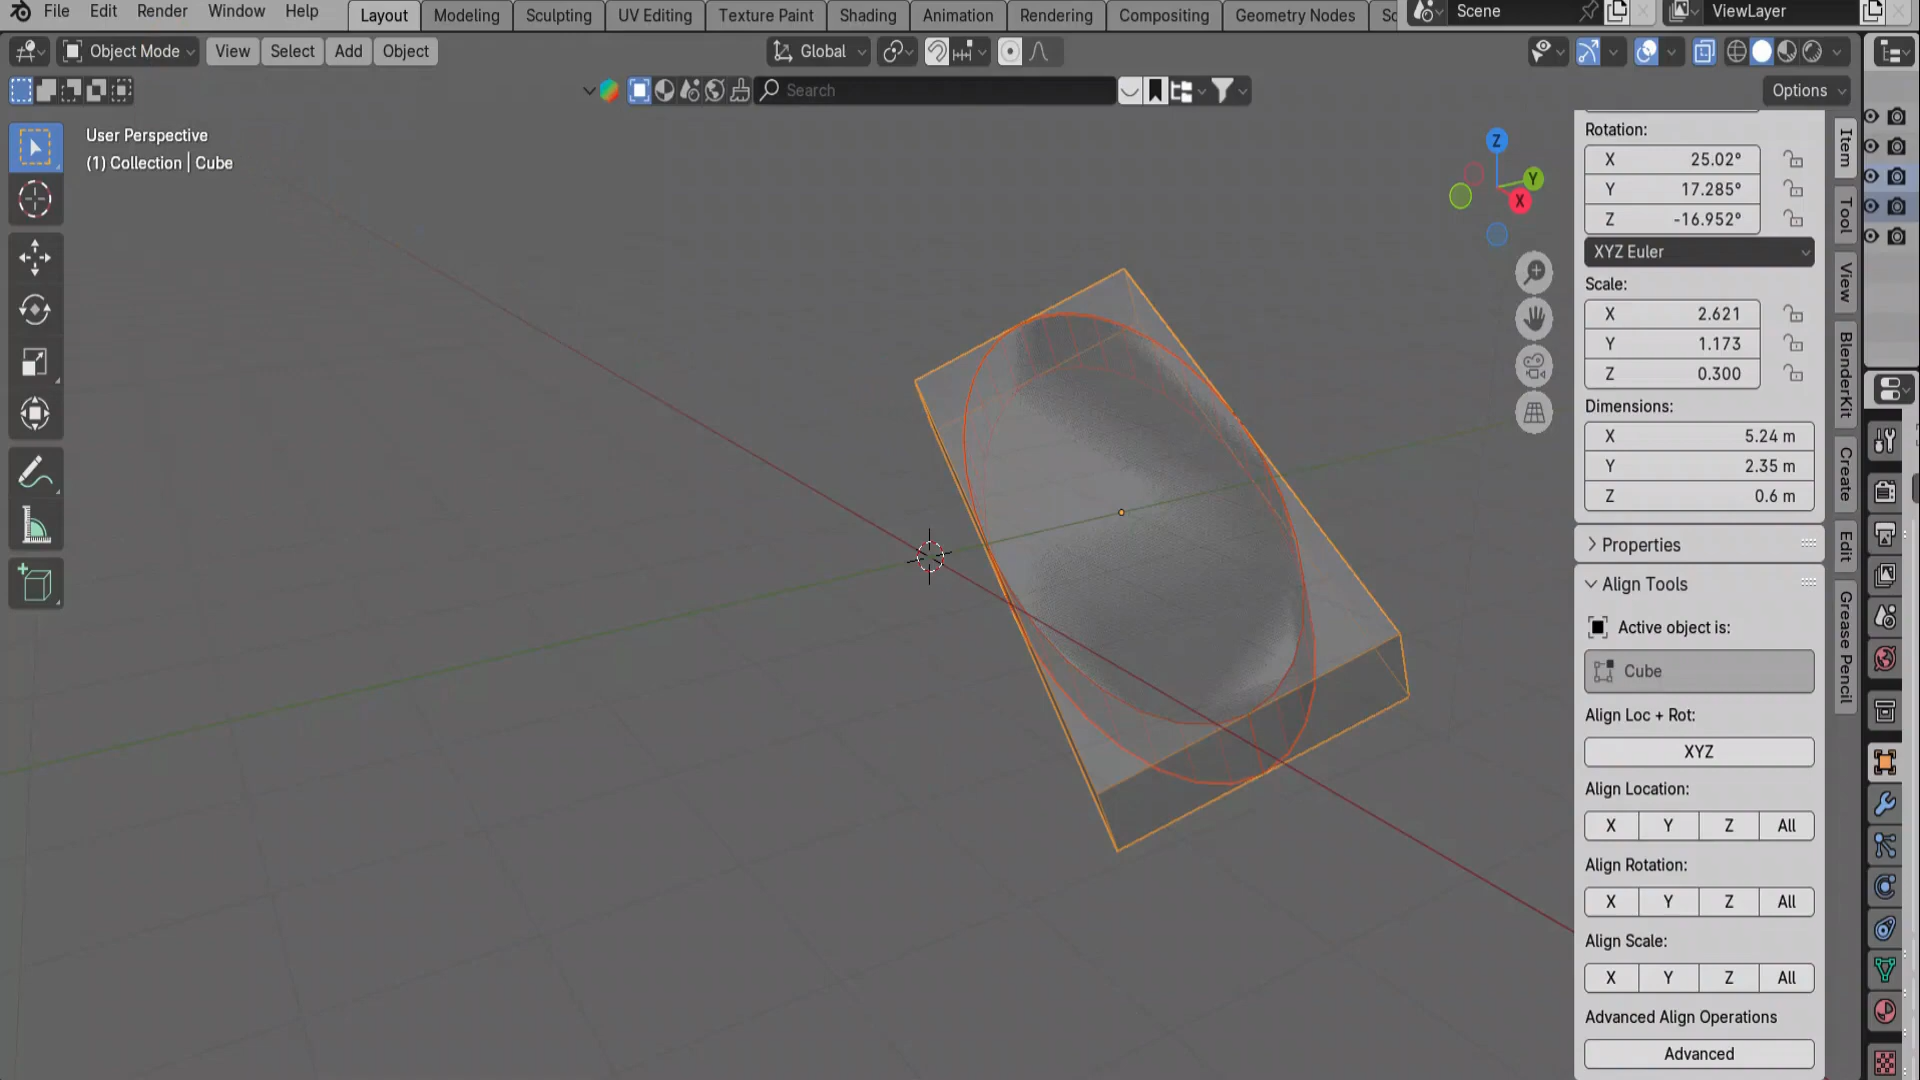 File Edit Render Window Help Layout Modeling Sculpting UV Editing Texture Paint Shading Animation Rendering Compositing Geometry Nodes Sc Scene ViewLayer
Object Mode View Select Add Object Global
Search Options
User Perspective
(1) Collection | Cube
Z
Y
X
Rotation:
X 25.02°
Y 17.285°
Z -16.952°
XYZ Euler
Scale:
X 2.621
Y 1.173
Z 0.300
Dimensions:
X 5.24 m
Y 2.35 m
Z 0.6 m
Properties
Align Tools
Active object is:
Cube
Align Loc + Rot:
XYZ
Align Location:
X Y Z All
Align Rotation:
X Y Z All
Align Scale:
X Y Z All
Advanced Align Operations
Advanced
Item
Tool
View
BlenderKit
Create
Edit
Grease Pencil